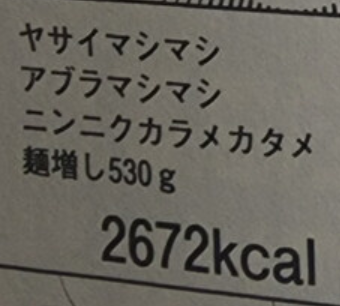 ヤサイマシマシ
アブラマシマシ
ニンニクカラメカタメ
麺増し530g
2672kcal